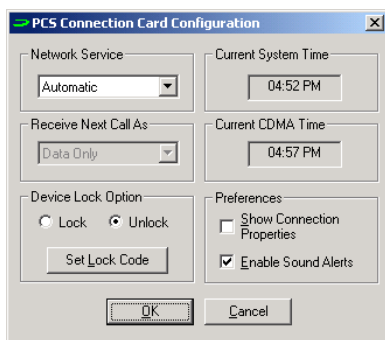 PCS Connection Card Configuration
Network Service
Automatic
Current System Time
04:52 PM
Receive Next Call As
Data Only
Current CDMA Time
04:57 PM
Device Lock Option
Lock
Unlock
Set Lock Code
Preferences
Show Connection
Properties
Enable Sound Alerts
OK
Cancel